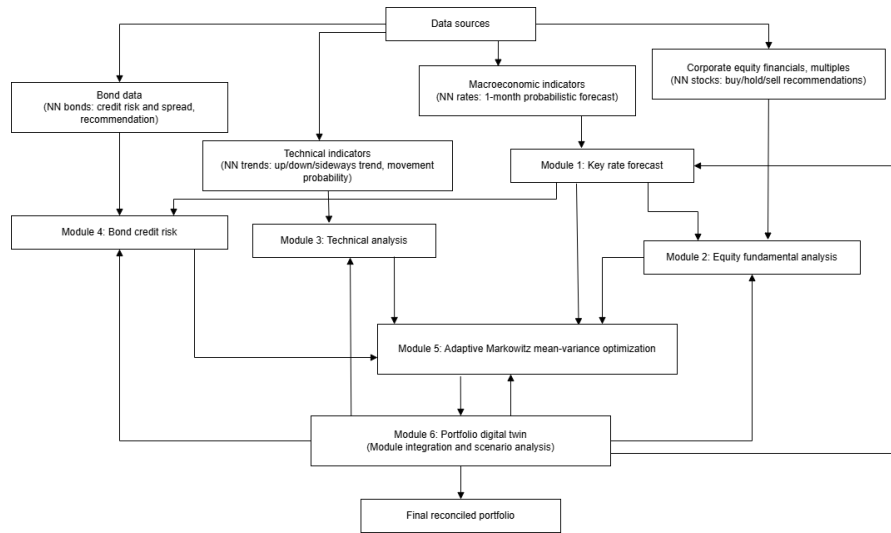 Data sources
Corporate equity financials, multiples
(NN stocks: buy/hold/sell recommendations)
Macroeconomic indicators
(NN rates: 1-month probabilistic forecast)
Bond data
(NN bonds: credit risk and spread,
recommendation)
Technical indicators
(NN trends: up/down/sideways trend, movement
probability)
Module 1: Key rate forecast
Module 4: Bond credit risk
Module 3: Technical analysis
Module 2: Equity fundamental analysis
Module 5: Adaptive Markowitz mean-variance optimization
Module 6: Portfolio digital twin
(Module integration and scenario analysis)
Final reconciled portfolio